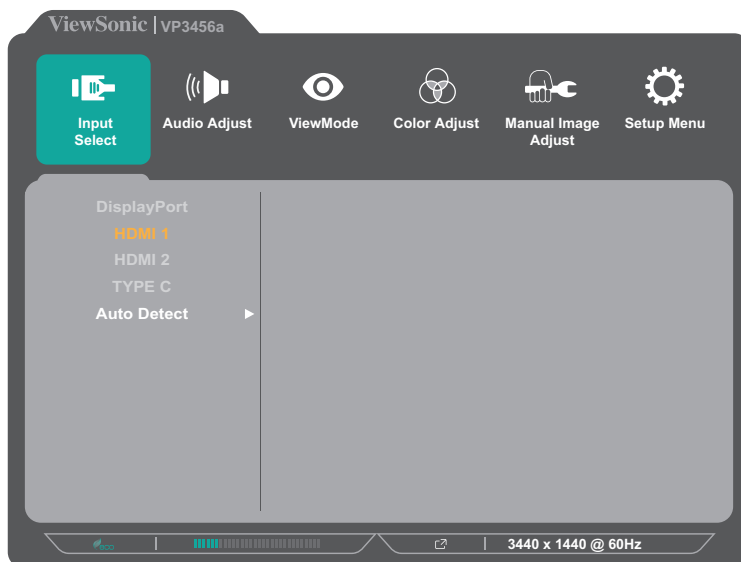 ViewSonic | VP3456a
Input Select
Audio Adjust
ViewMode
Color Adjust
Manual Image Adjust
Setup Menu
DisplayPort
HDMI 1
HDMI 2
TYPE C
Auto Detect
eco
3440 x 1440 @ 60Hz